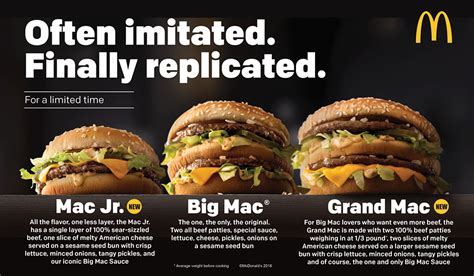 Often imitated.
Finally replicated.
For a limited time
Mac Jr. NEW
All the flavor, one less layer, the Mac Jr.
has a single layer of 100% sear-sizzled
beef, one slice of melty American cheese
served on a sesame seed bun with crisp
lettuce, minced onions, tangy pickles, and
our iconic Big Mac Sauce
Big Mac®
The one, the only, the original.
Two all beef patties, special sauce,
lettuce, cheese, pickles, onions on
a sesame seed bun
Grand Mac NEW
For Big Mac lovers who want even more beef, the
Grand Mac is made with two 100% beef patties
weighing in at 1/3 pound*, two slices of melty
American cheese served on a larger sesame seed
bun with crisp lettuce, minced onions, tangy pickles
and of course, the one and only Big Mac Sauce
* Average weight before cooking
©McDonald's 2018